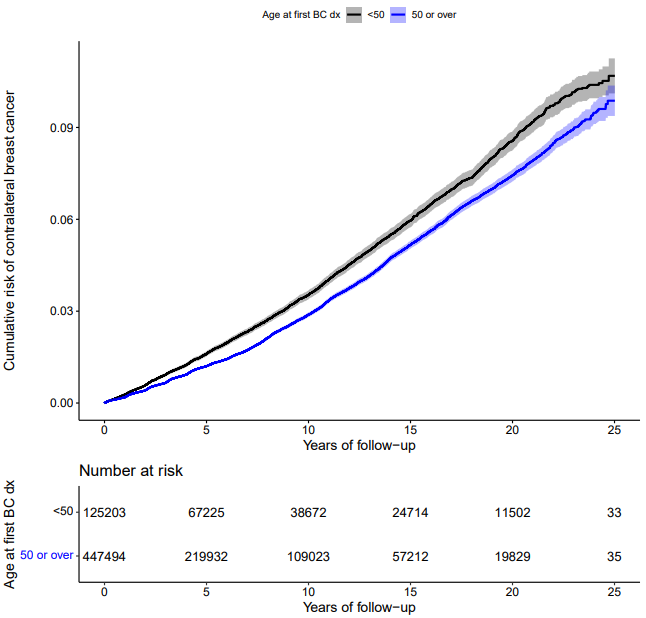 Age at first BC dx <50 50 or over
Cumulative risk of contralateral breast cancer
0.09
0.06
0.03
0.00
0 5 10 15 20 25
Years of follow-up
Number at risk
Age at first BC dx
<50 125203 67225 38672 24714 11502 33
50 or over 447494 219932 109023 57212 19829 35
0 5 10 15 20 25
Years of follow-up